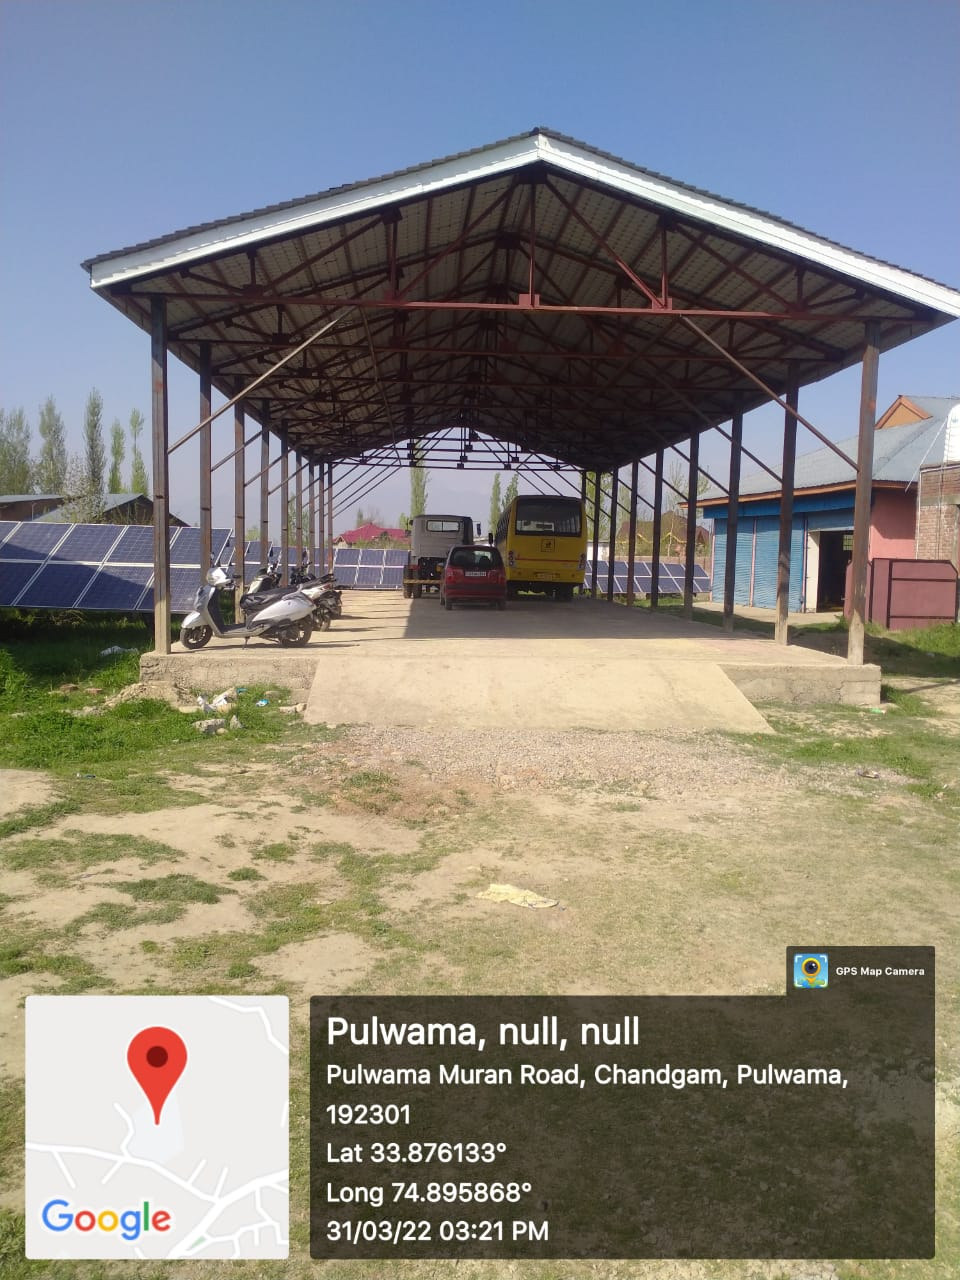 GPS Map Camera
Pulwama, null, null
Pulwama Muran Road, Chandgam, Pulwama,
192301
Lat 33.876133°
Long 74.895868°
31/03/22 03:21 PM
Google